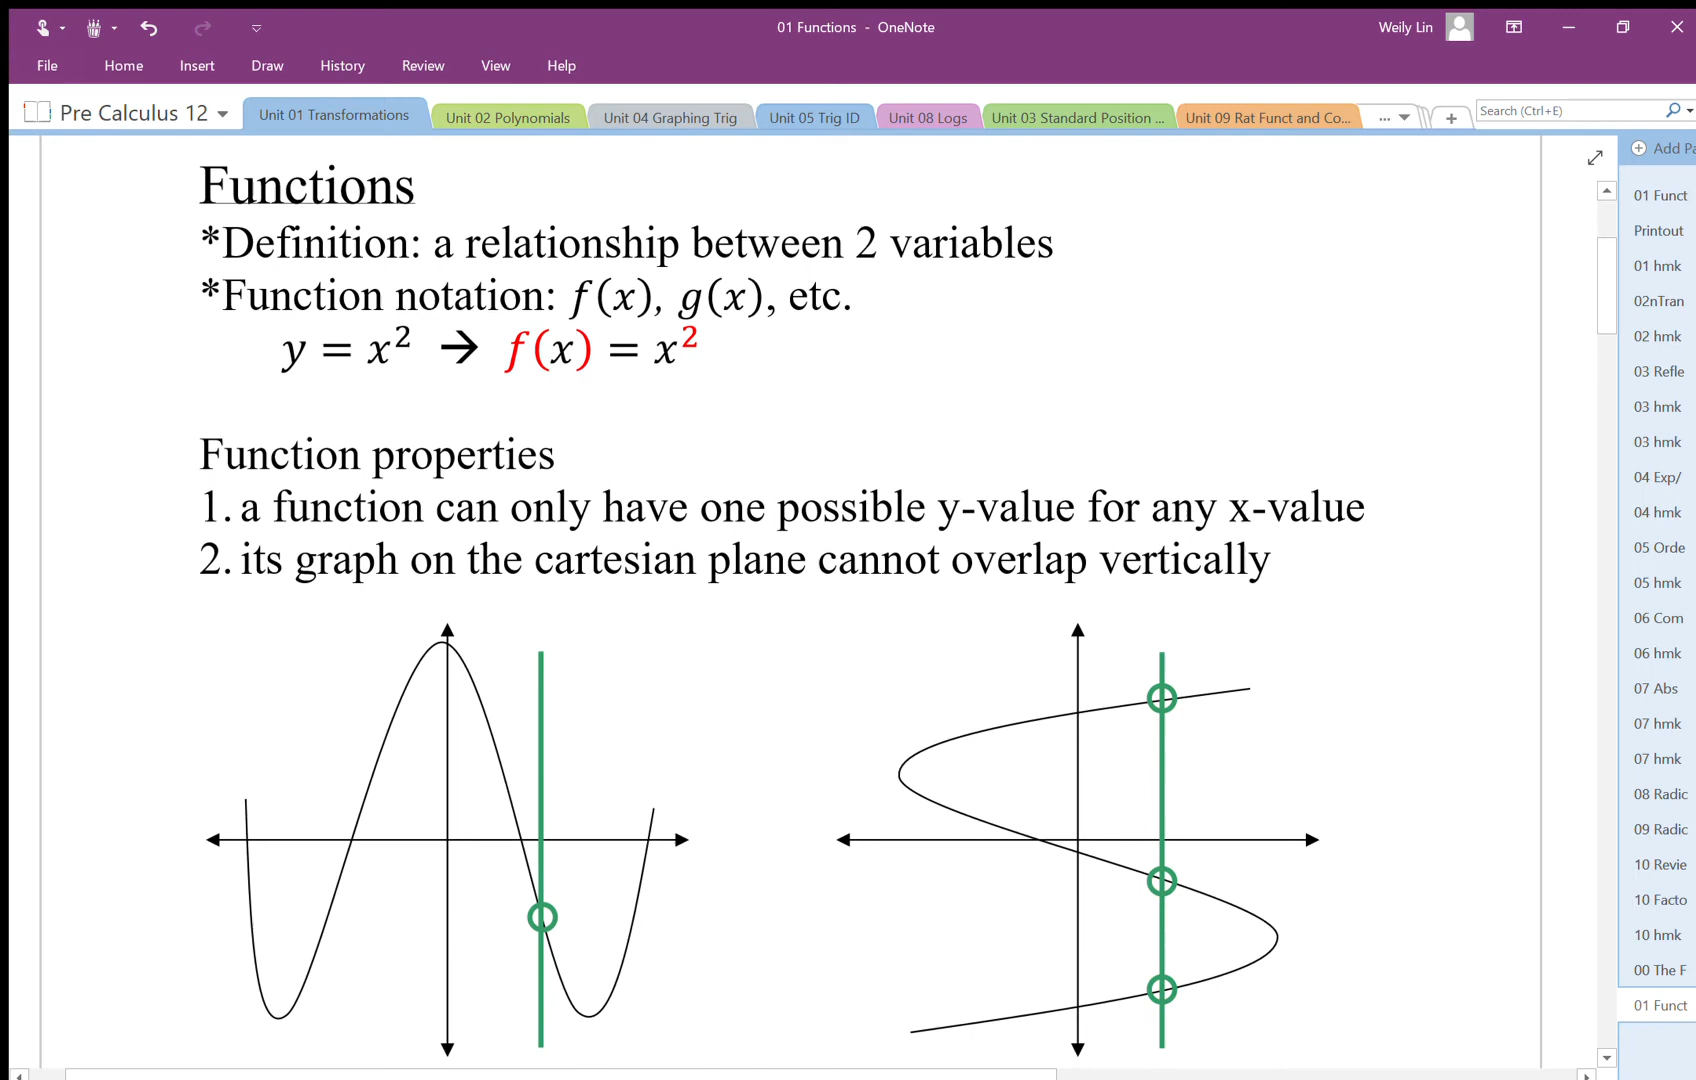 01 Functions - OneNote
Weily Lin
File Home Insert Draw History Review View Help
Pre Calculus 12
Unit 01 Transformations
Unit 02 Polynomials
Unit 04 Graphing Trig
Unit 05 Trig ID
Unit 08 Logs
Unit 03 Standard Position ...
Unit 09 Rat Funct and Co...
...
Search (Ctrl+E)
Functions
*Definition: a relationship between 2 variables
*Function notation: f(x), g(x), etc.
y = x² → f(x) = x²
Function properties
1. a function can only have one possible y-value for any x-value
2. its graph on the cartesian plane cannot overlap vertically
Add Pa
01 Funct
Printout
01 hmk
02nTran
02 hmk
03 Refle
03 hmk
03 hmk
04 Exp/
04 hmk
05 Orde
05 hmk
06 Com
06 hmk
07 Abs
07 hmk
07 hmk
08 Radic
09 Radic
10 Revie
10 Facto
10 hmk
00 The F
01 Funct